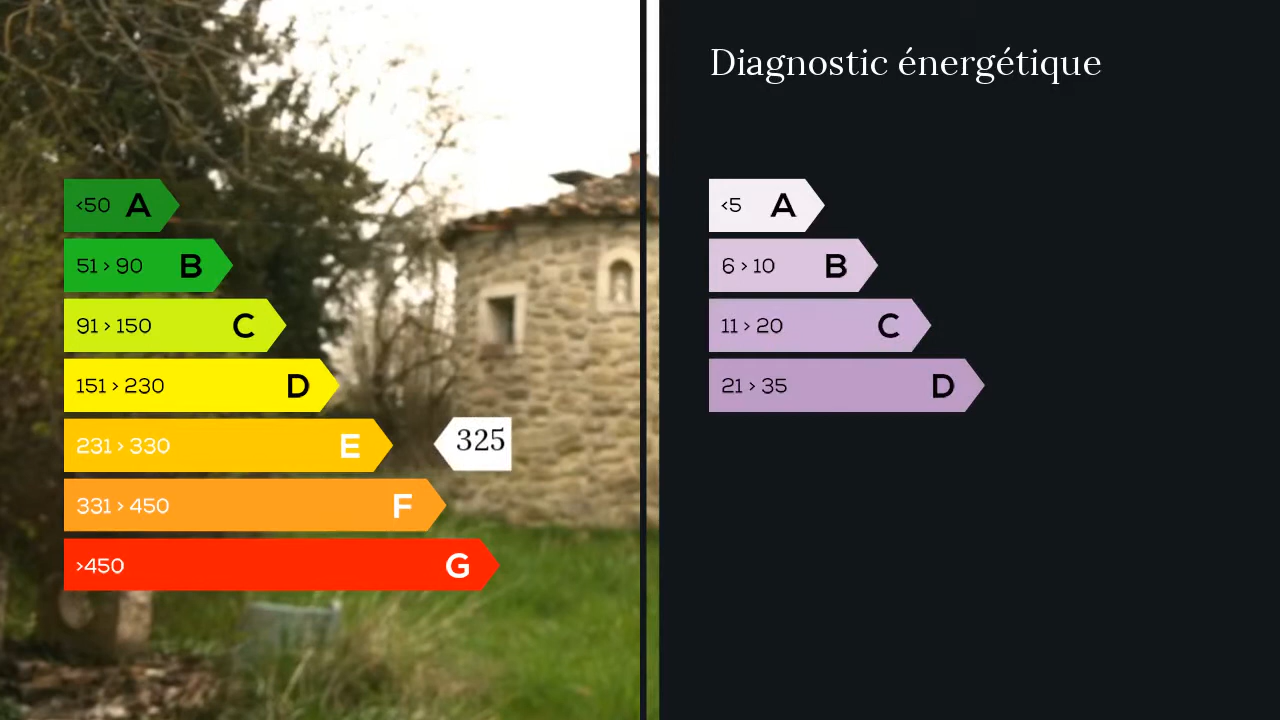 Diagnostic énergétique
<50 A
51 > 90 B
91 > 150 C
151 > 230 D
231 > 330 E
325
331 > 450 F
>450 G
<5 A
6 > 10 B
11 > 20 C
21 > 35 D